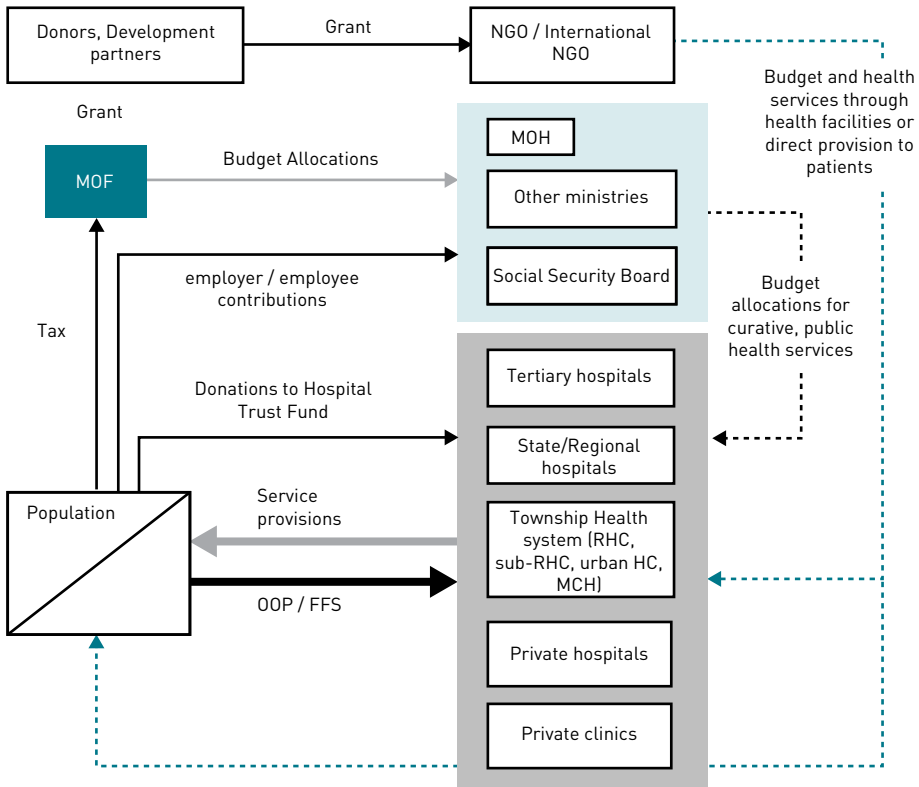 Donors, Development
partners
Grant
NGO / International
NGO
Budget and health
services through
health facilities or
direct provision to
patients
Grant
MOF
Budget Allocations
MOH
Other ministries
Social Security Board
employer / employee
contributions
Tax
Budget
allocations for
curative, public
health services
Donations to Hospital
Trust Fund
Tertiary hospitals
State/Regional
hospitals
Population
Service
provisions
Township Health
system (RHC,
sub-RHC, urban HC,
MCH)
OOP / FFS
Private hospitals
Private clinics